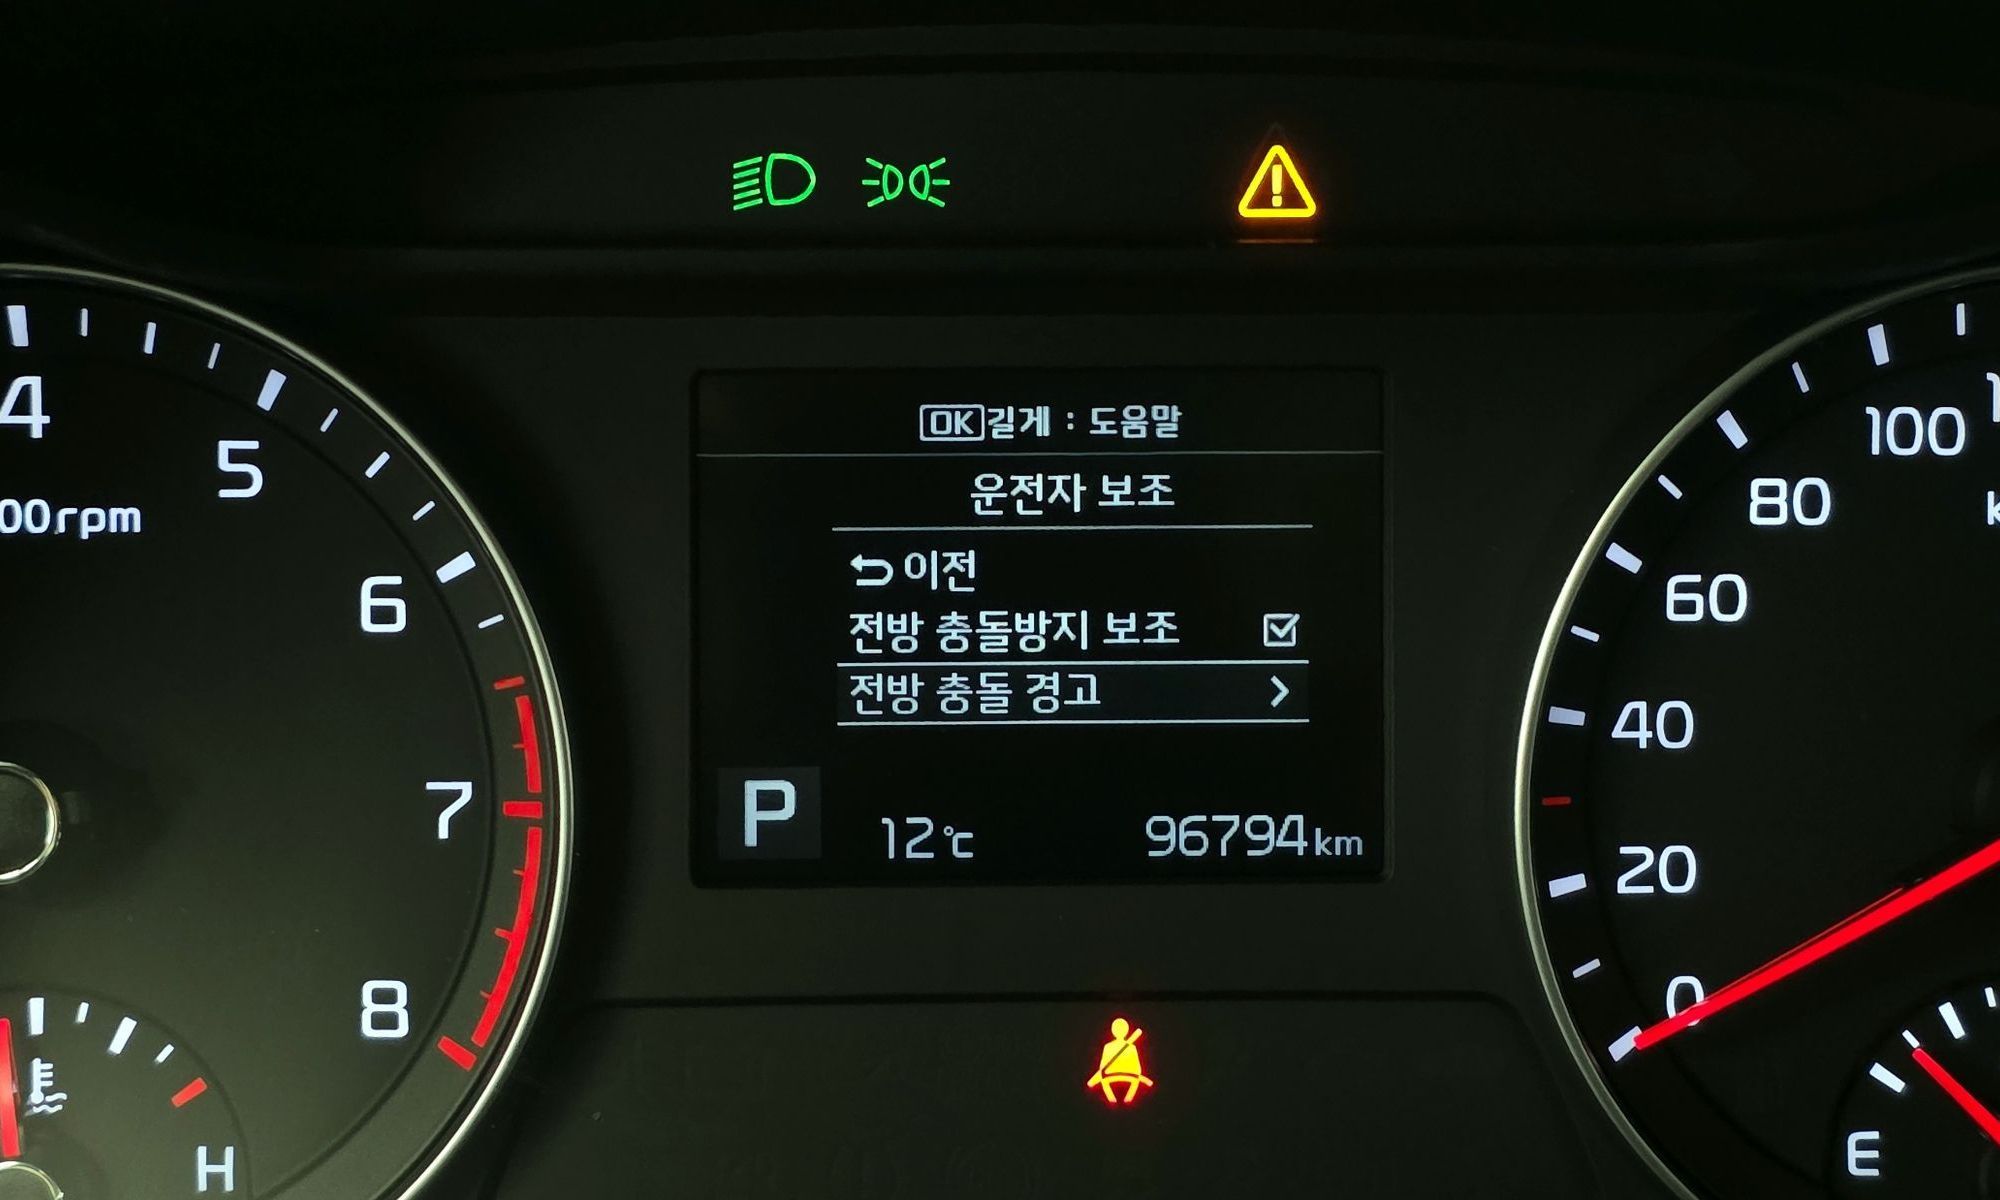 OK길게 : 도움말
운전자 보조
이전
전방 충돌방지 보조
전방 충돌 경고
P 12℃ 96794km
4
5
00rpm
6
7
8
H
100
80
60
40
20
0
E